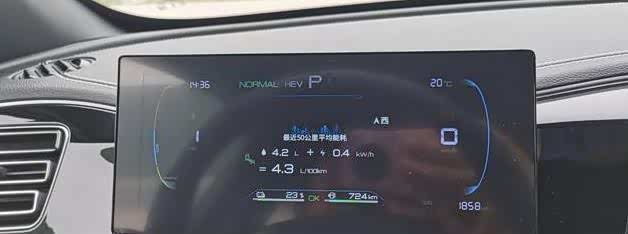 14:36 NORMAL HEV P 20℃
西
最近50公里平均能耗
4.2 L + 0.4 kW/h
= 4.3 L/100km
0
23 % OK 724 km
1858